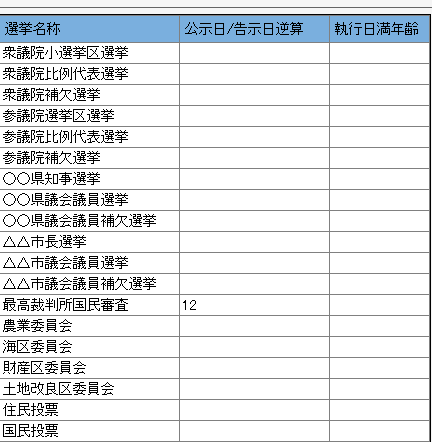 選挙名称 公示日/告示日逆算 執行日満年齢
衆議院小選挙区選挙
衆議院比例代表選挙
衆議院補欠選挙
参議院選挙区選挙
参議院比例代表選挙
参議院補欠選挙
〇〇県知事選挙
〇〇県議会議員選挙
〇〇県議会議員補欠選挙
△△市長選挙
△△市議会議員選挙
△△市議会議員補欠選挙
最高裁判所国民審査 12
農業委員会
海区委員会
財産区委員会
土地改良区委員会
住民投票
国民投票